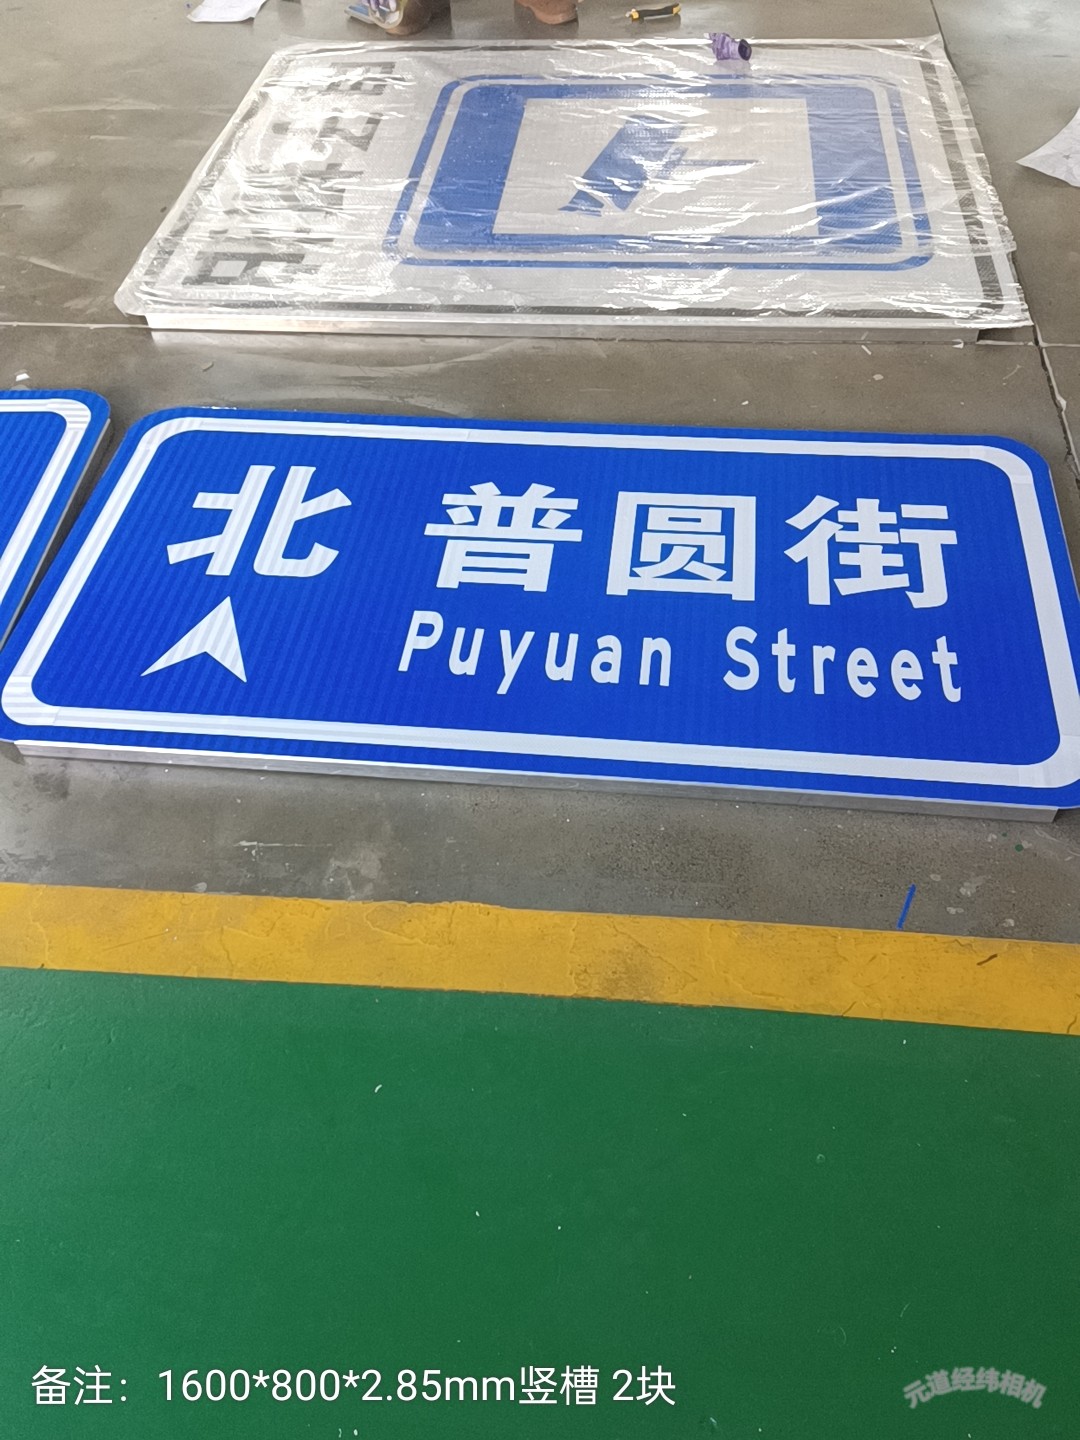 北 普圆街
Puyuan Street
备注：1600*800*2.85mm竖槽 2块
元道经纬相机